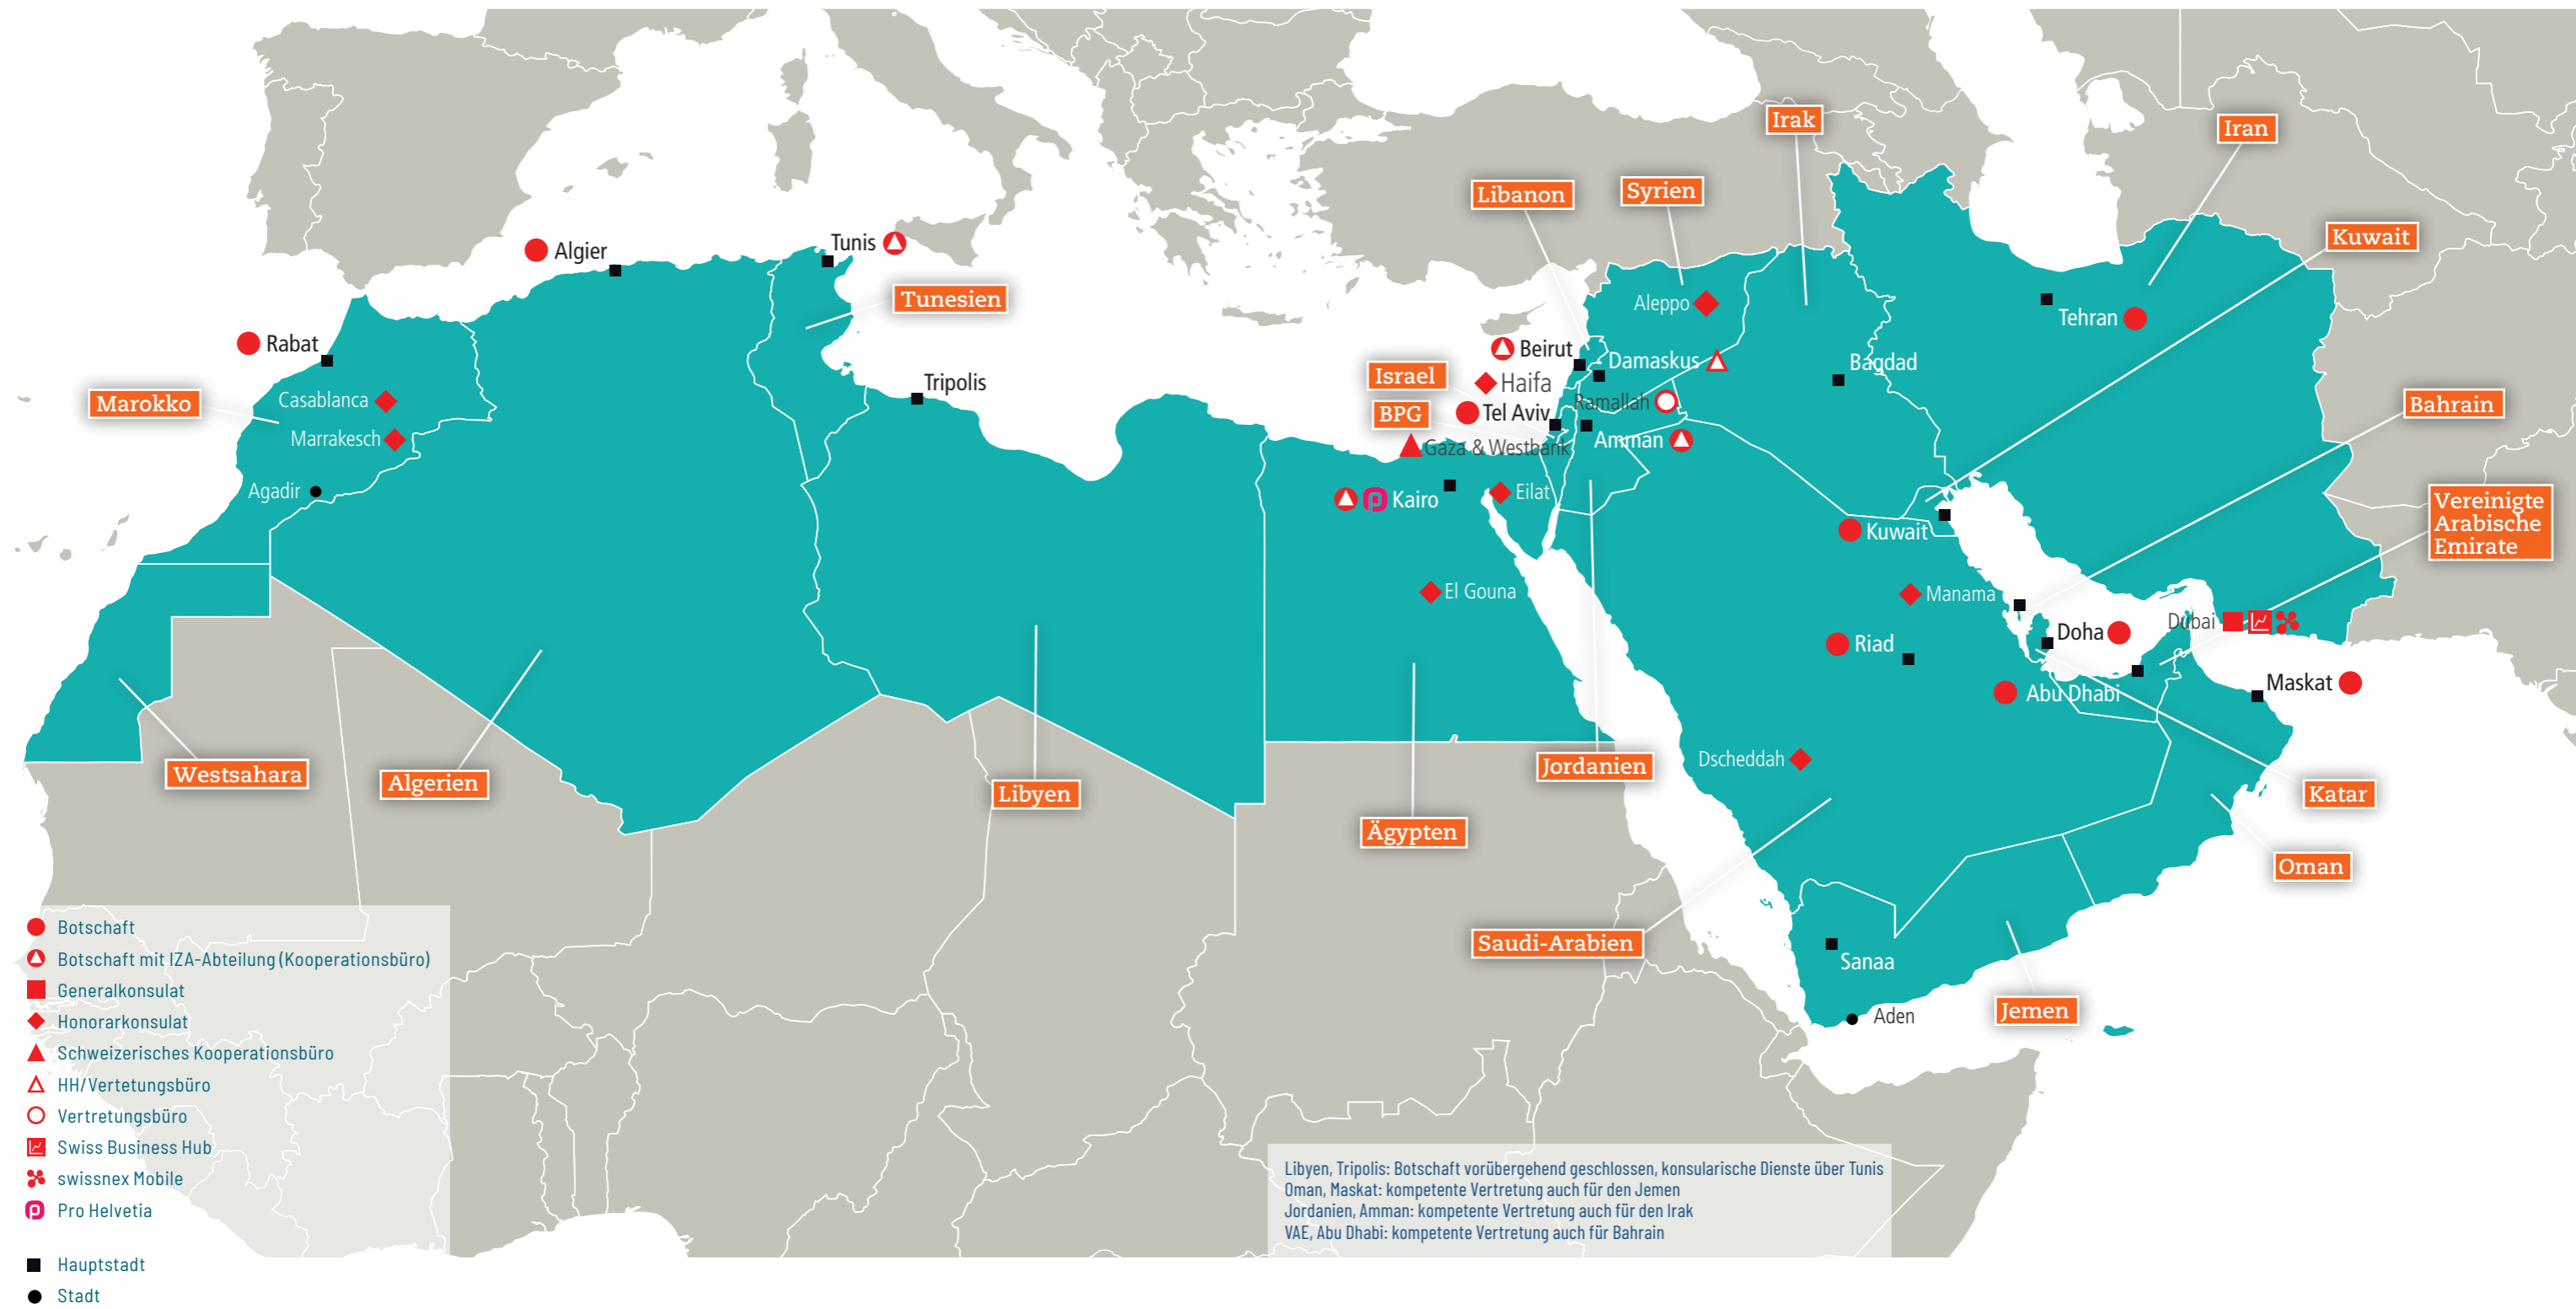 Irak
Iran
Libanon
Syrien
Kuwait
Algier
Tunis
Tunesien
Aleppo
Tehran
Rabat
Beirut
Damaskus
Bagdad
Israel
Haifa
Tripolis
Marokko
Casablanca
BPG
Tel Aviv
Ramallah
Bahrain
Marrakesch
Gaza & Westbank
Amman
Agadir
Kairo
Eilat
Vereinigte
Arabische
Emirate
Kuwait
El Gouna
Manama
Dubai
Doha
Riad
Abu Dhabi
Maskat
Westsahara
Algerien
Libyen
Jordanien
Dscheddah
Katar
Ägypten
Oman
Saudi-Arabien
Sanaa
Jemen
Aden
Botschaft
Botschaft mit IZA-Abteilung (Kooperationsbüro)
Generalkonsulat
Honorarkonsulat
Schweizerisches Kooperationsbüro
HH/Vertetungsbüro
Vertretungsbüro
Swiss Business Hub
swissnex Mobile
Pro Helvetia
Hauptstadt
Stadt
Libyen, Tripolis: Botschaft vorübergehend geschlossen, konsularische Dienste über Tunis
Oman, Maskat: kompetente Vertretung auch für den Jemen
Jordanien, Amman: kompetente Vertretung auch für den Irak
VAE, Abu Dhabi: kompetente Vertretung auch für Bahrain